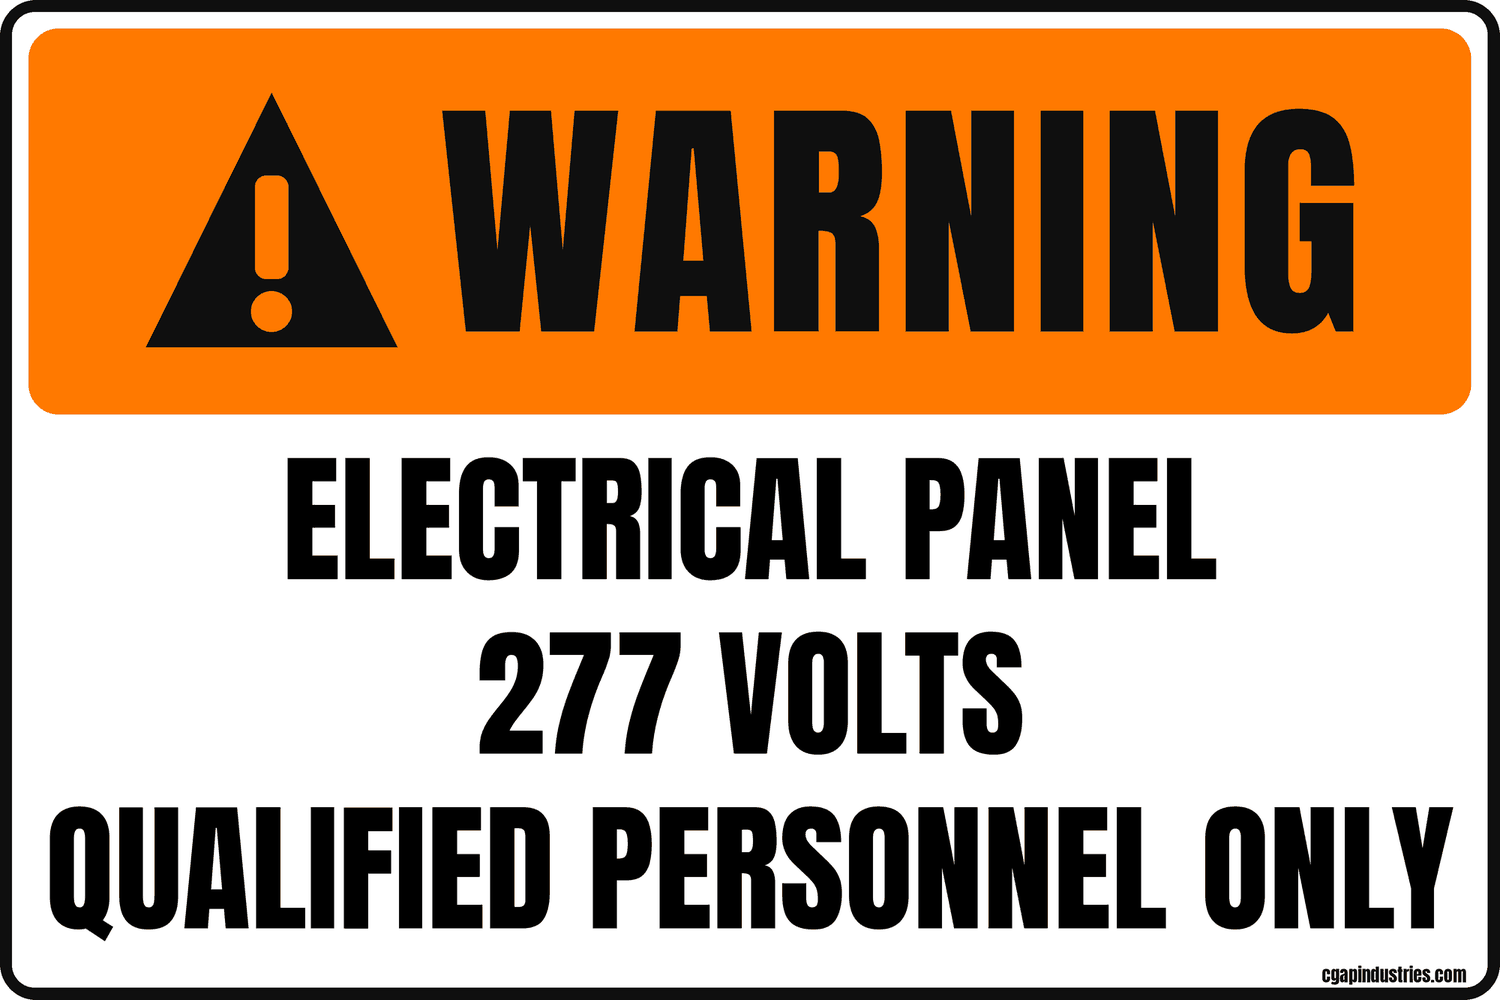 WARNING
ELECTRICAL PANEL
277 VOLTS
QUALIFIED PERSONNEL ONLY
cgapindustries.com